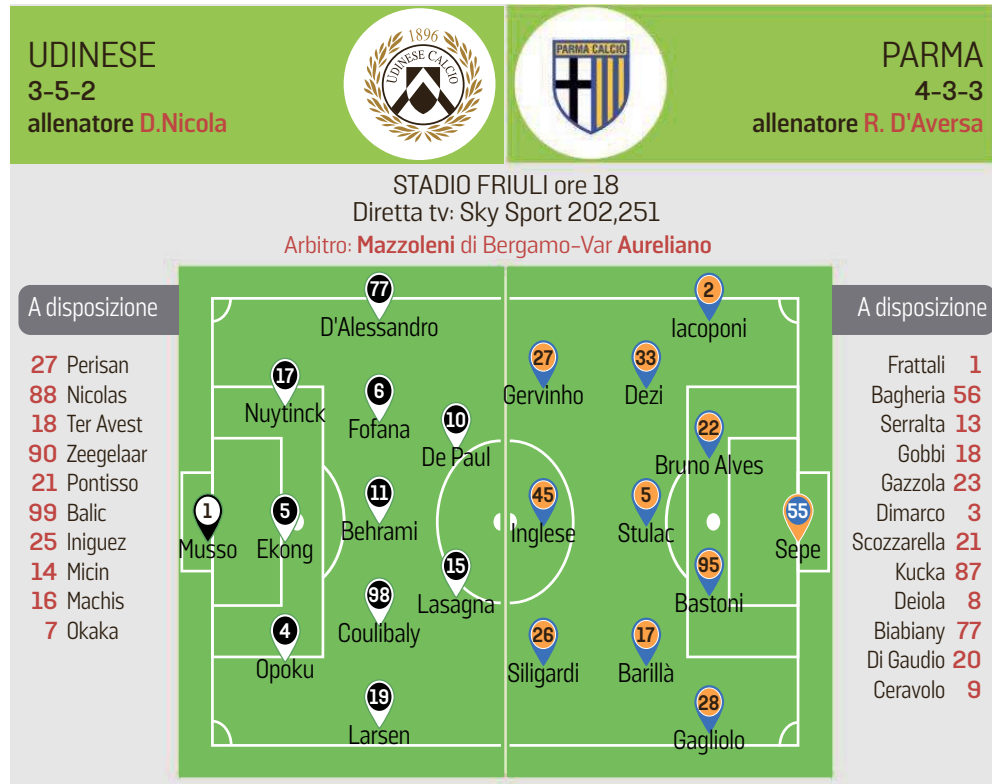 UDINESE
3-5-2
allenatore D.Nicola
1896
UDINESE CALCIO
PARMA CALCIO
PARMA
4-3-3
allenatore R. D'Aversa
STADIO FRIULI ore 18
Diretta tv: Sky Sport 202,251
Arbitro: Mazzoleni di Bergamo-Var Aureliano
A disposizione
27 Perisan
88 Nicolas
18 Ter Avest
90 Zeegelaar
21 Pontisso
99 Balic
25 Iniguez
14 Micin
16 Machis
7 Okaka
1
Musso
17
Nuytinck
5
Ekong
4
Opoku
77
D'Alessandro
6
Fofana
11
Behrami
98
Coulibaly
19
Larsen
10
De Paul
15
Lasagna
27
Gervinho
45
Inglese
26
Siligardi
33
Dezi
5
Stulac
17
Barillà
2
Iacoponi
22
Bruno Alves
95
Bastoni
28
Gagliolo
55
Sepe
A disposizione
Frattali 1
Bagheria 56
Serralta 13
Gobbi 18
Gazzola 23
Dimarco 3
Scozzarella 21
Kucka 87
Deiola 8
Biabiany 77
Di Gaudio 20
Ceravolo 9